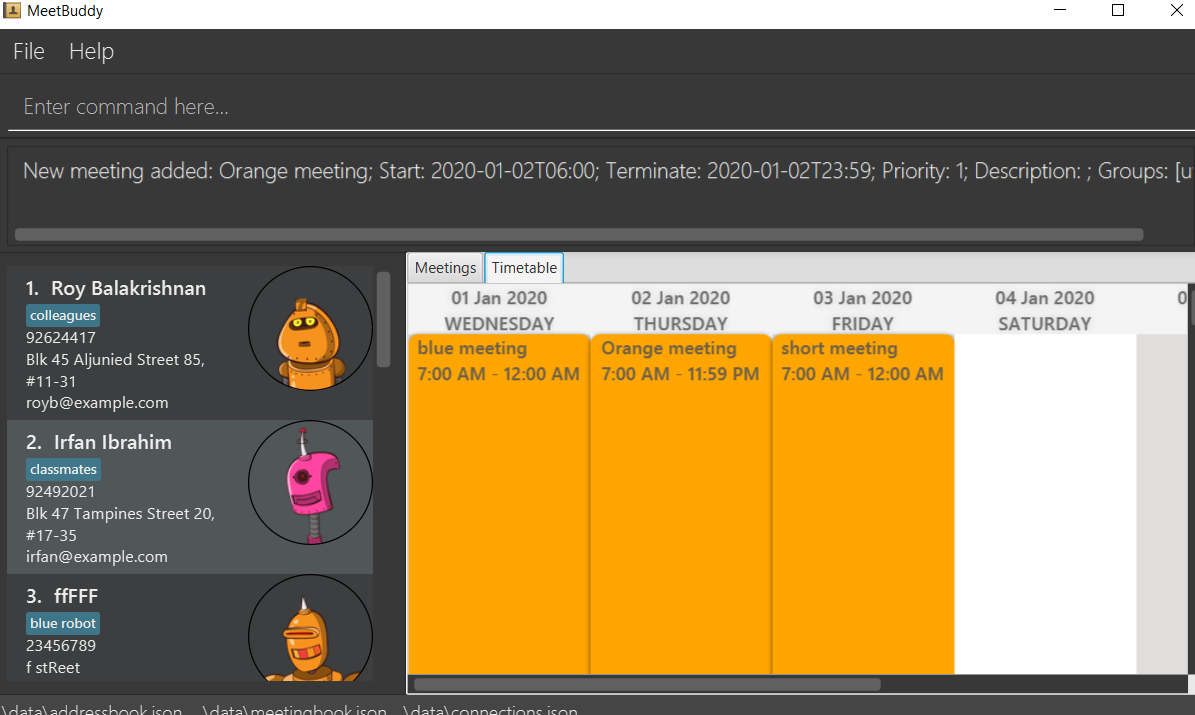 MeetBuddy
File Help
Enter command here...
New meeting added: Orange meeting; Start: 2020-01-02T06:00; Terminate: 2020-01-02T23:59; Priority: 1; Description: ; Groups: [u
1. Roy Balakrishnan
colleagues
92624417
Blk 45 Aljunied Street 85,
#11-31
royb@example.com
2. Irfan Ibrahim
classmates
92492021
Blk 47 Tampines Street 20,
#17-35
irfan@example.com
3. ffFFF
blue robot
23456789
f stReet
Meetings Timetable
01 Jan 2020 02 Jan 2020 03 Jan 2020 04 Jan 2020 0
WEDNESDAY THURSDAY FRIDAY SATURDAY
blue meeting Orange meeting short meeting
7:00 AM - 12:00 AM 7:00 AM - 11:59 PM 7:00 AM - 12:00 AM
\data\addressbook.json \data\meetingbook.json \data\connections.json